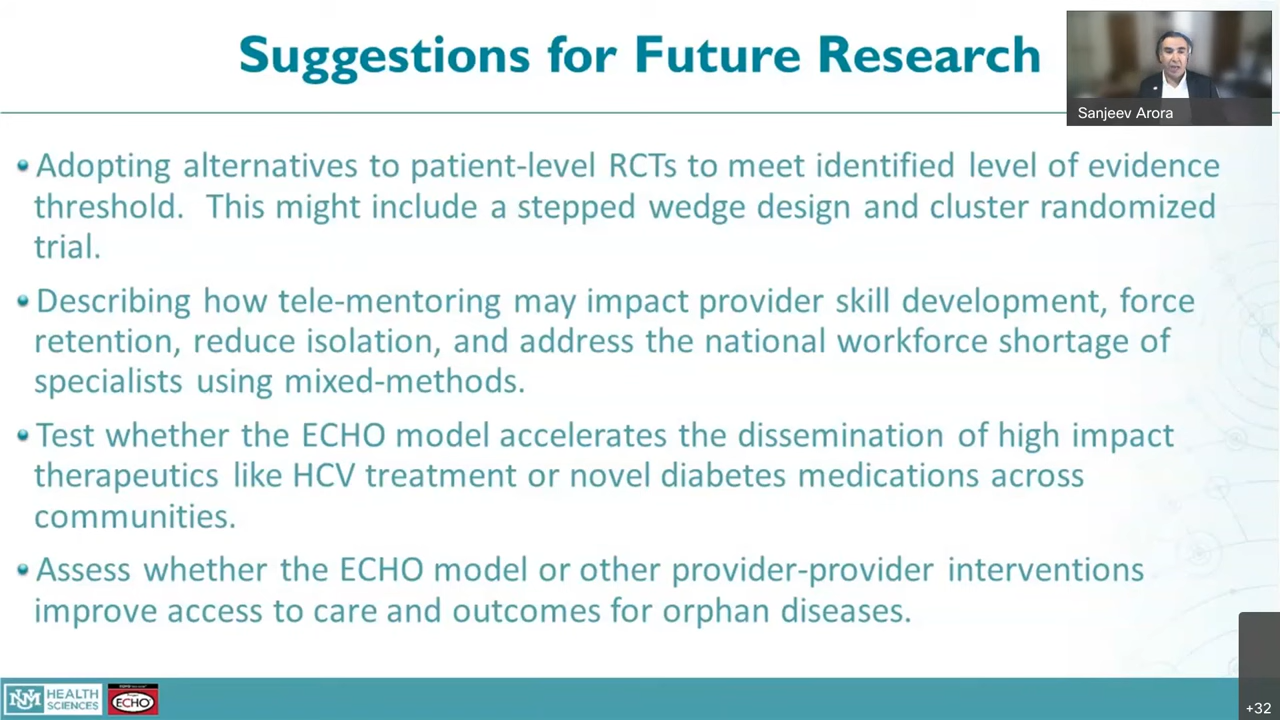 Suggestions for Future Research
Sanjeev Arora
Adopting alternatives to patient-level RCTs to meet identified level of evidence
threshold. This might include a stepped wedge design and cluster randomized
trial.
Describing how tele-mentoring may impact provider skill development, force
retention, reduce isolation, and address the national workforce shortage of
specialists using mixed-methods.
Test whether the ECHO model accelerates the dissemination of high impact
therapeutics like HCV treatment or novel diabetes medications across
communities.
Assess whether the ECHO model or other provider-provider interventions
improve access to care and outcomes for orphan diseases.
UNM HEALTH
SCIENCES
ECHO
+32